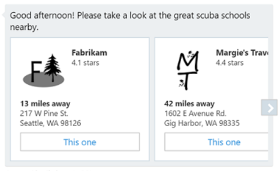 Good afternoon! Please take a look at the great scuba schools
nearby.
F
Fabrikam
4.1 stars
13 miles away
217 W Pine St.
Seattle, WA 98126
This one
M
T
Margie's Trav
4.4 stars
42 miles away
1602 E Avenue Rd.
Gig Harbor, WA 98335
This one